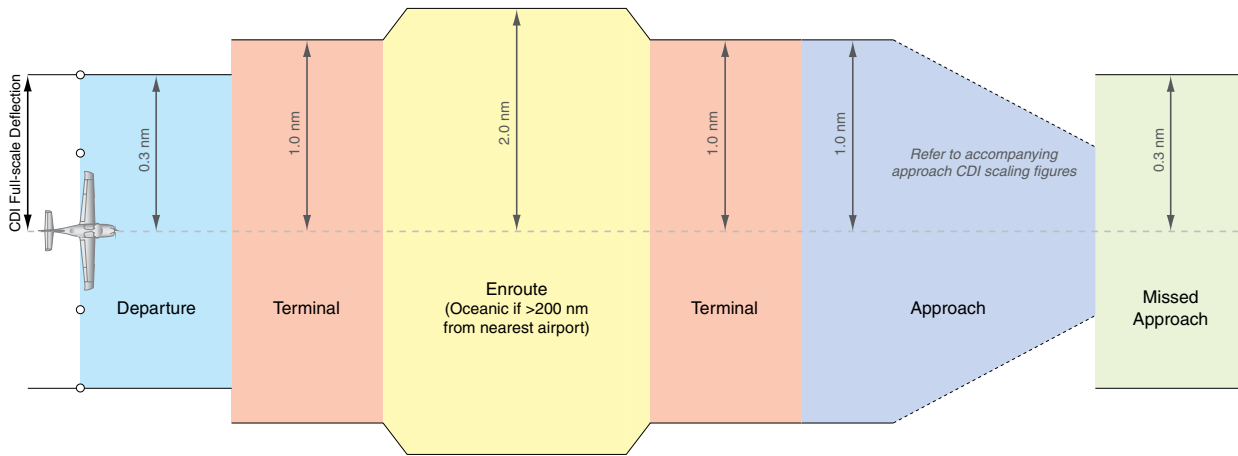 CDI Full-scale Deflection
0.3 nm
1.0 nm
2.0 nm
1.0 nm
1.0 nm
0.3 nm
Refer to accompanying
approach CDI scaling figures
Departure
Terminal
Enroute
(Oceanic if >200 nm
from nearest airport)
Terminal
Approach
Missed
Approach